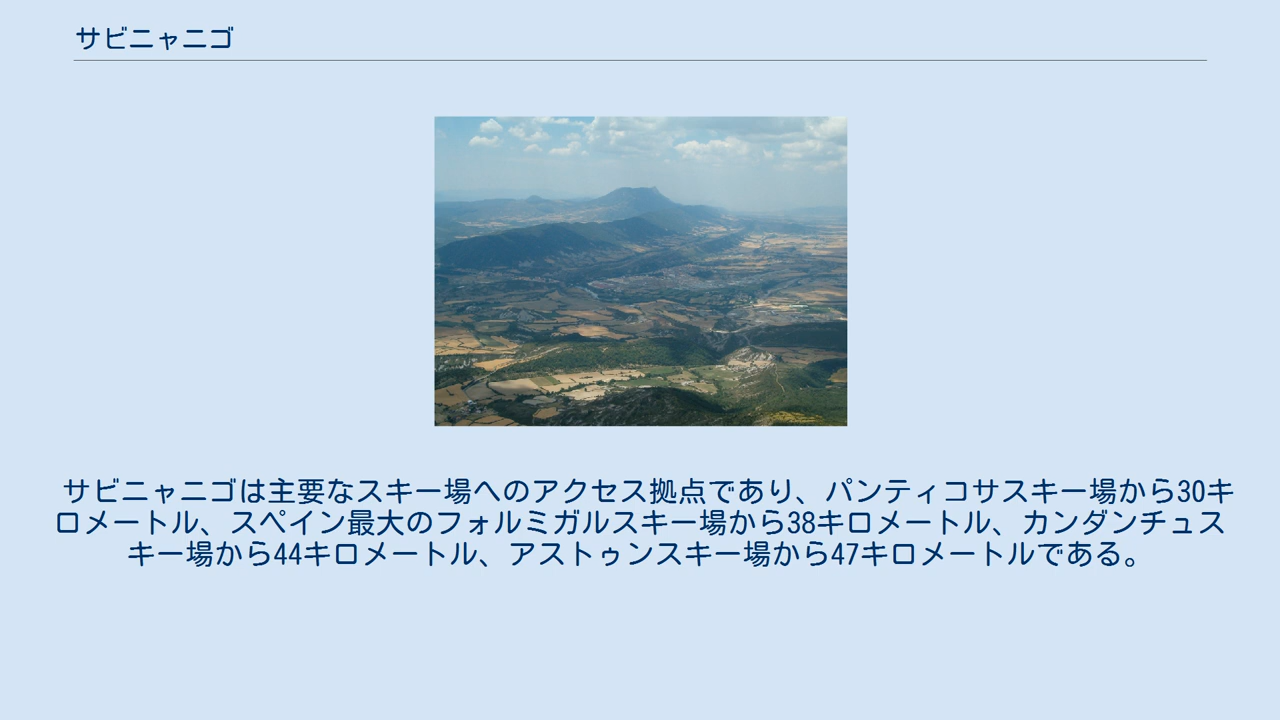 サビニャニゴ
サビニャニゴは主要なスキー場へのアクセス拠点であり、パンティコサスキー場から30キ
ロメートル、スペイン最大のフォルミガルスキー場から38キロメートル、カンダンチュス
キー場から44キロメートル、アストゥンスキー場から47キロメートルである。